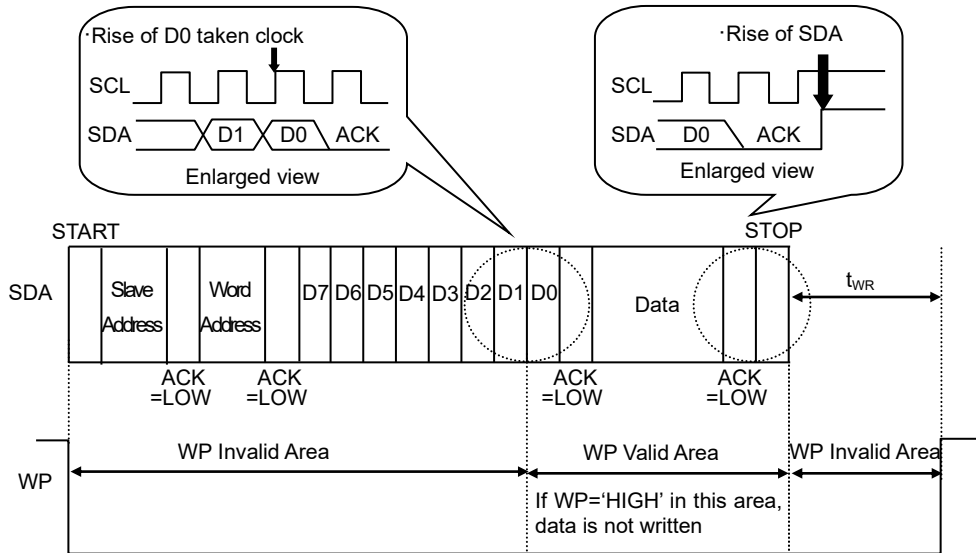 ·Rise of D0 taken clock
SCL
SDA
D1
D0
ACK
Enlarged view
·Rise of SDA
SCL
SDA
D0
ACK
Enlarged view
START
STOP
SDA
Slave
Address
Word
Address
D7
D6
D5
D4
D3
D2
D1
D0
Data
tWR
ACK
=LOW
ACK
=LOW
ACK
=LOW
ACK
=LOW
WP
WP Invalid Area
WP Valid Area
WP Invalid Area
If WP=‘HIGH’ in this area,
data is not written